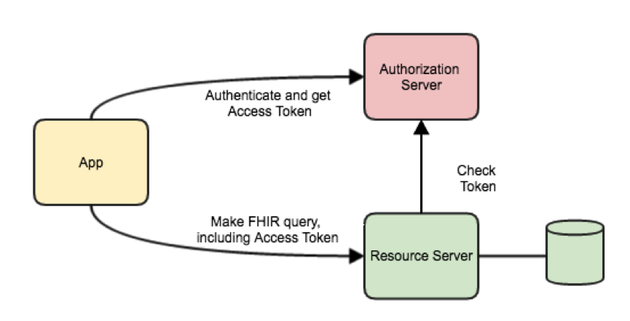 Authorization
Server
Authenticate and get
Access Token
App
Check
Token
Make FHIR query,
including Access Token
Resource Server